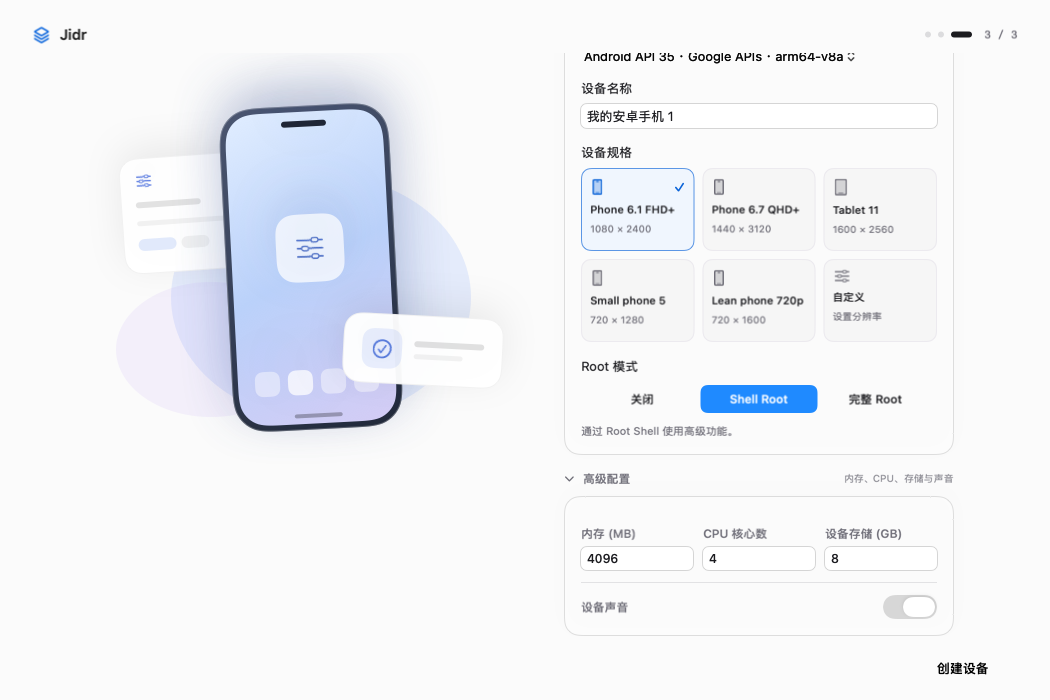 Jidr
3 / 3
Android API 35 · Google APIs · arm64-v8a
设备名称
我的安卓手机 1
设备规格
Phone 6.1 FHD+
1080 × 2400
Phone 6.7 QHD+
1440 × 3120
Tablet 11
1600 × 2560
Small phone 5
720 × 1280
Lean phone 720p
720 × 1600
自定义
设置分辨率
Root 模式
关闭
Shell Root
完整 Root
通过 Root Shell 使用高级功能。
高级配置
内存、CPU、存储与声音
内存 (MB)
CPU 核心数
设备存储 (GB)
4096
4
8
设备声音
创建设备